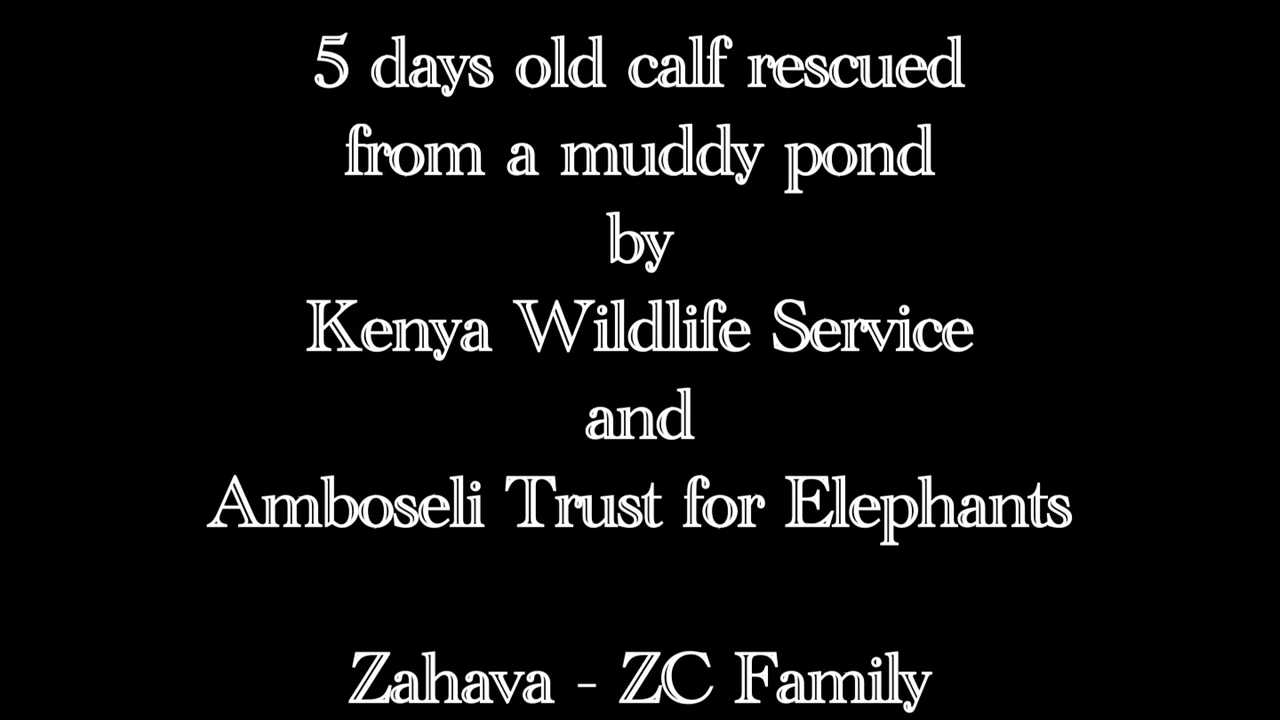 5 days old calf rescued
from a muddy pond
by
Kenya Wildlife Service
and
Amboseli Trust for Elephants
Zahava - ZC Family